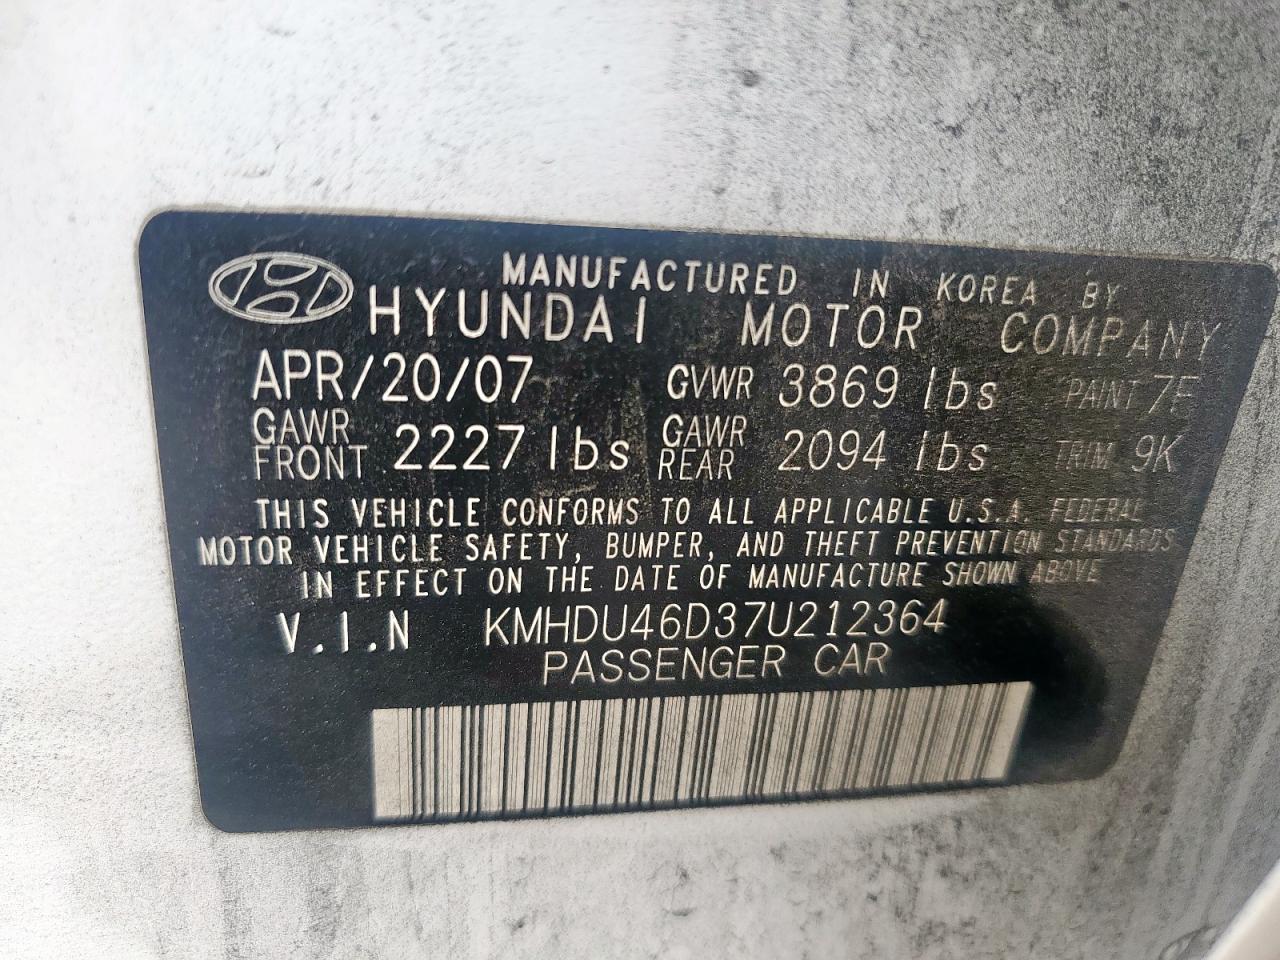 MANUFACTURED IN KOREA BY
HYUNDAI MOTOR COMPANY
APR/20/07 GVWR 3869 lbs PAINT 7F
GAWR FRONT 2227 lbs GAWR REAR 2094 lbs TRIM 9K
THIS VEHICLE CONFORMS TO ALL APPLICABLE U.S.A. FEDERAL
MOTOR VEHICLE SAFETY, BUMPER, AND THEFT PREVENTION STANDARDS
IN EFFECT ON THE DATE OF MANUFACTURE SHOWN ABOVE
V.I.N KMHDU46D37U212364
PASSENGER CAR